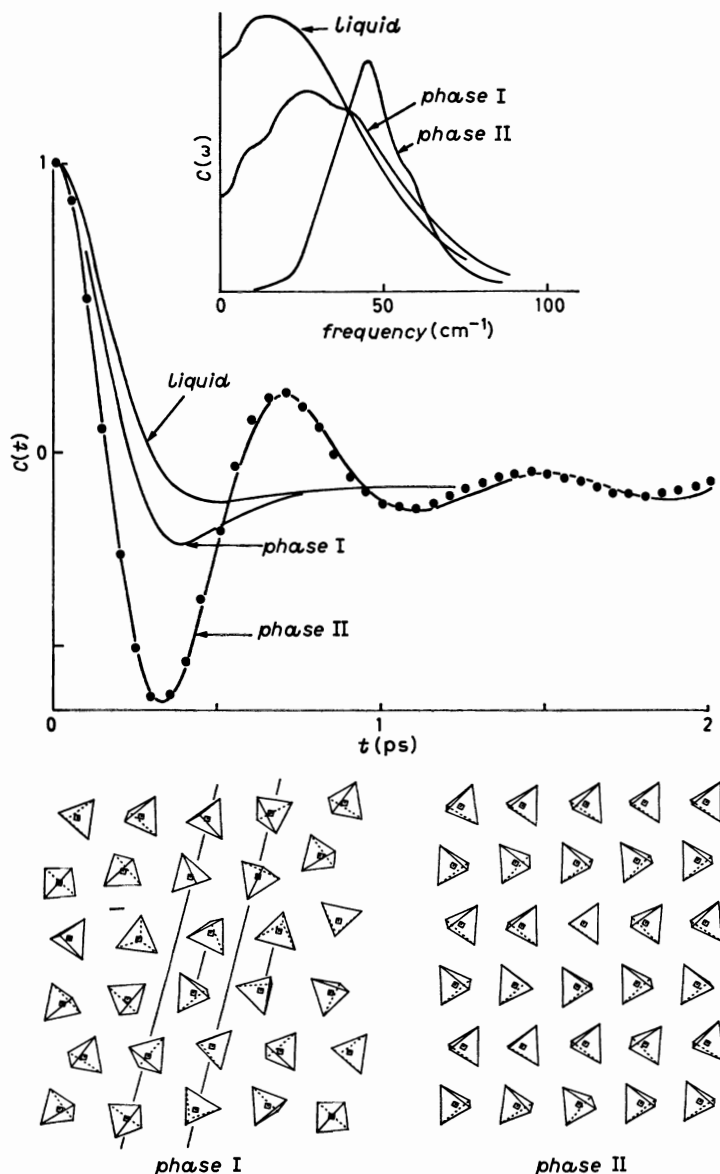 liquid
phase I
phase II
C(ω)
0
50
100
frequency (cm⁻¹)
1
0
C(t)
liquid
phase I
phase II
0
1
2
t (ps)
phase I
phase II